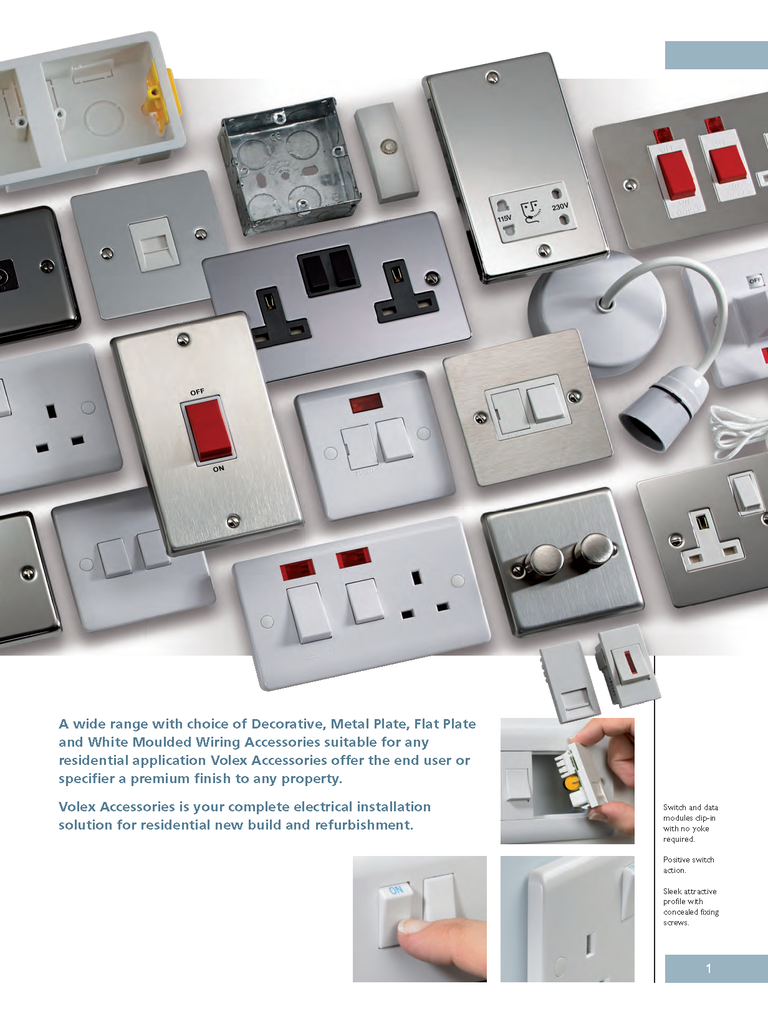 115V
230V
OFF
OFF
ON
A wide range with choice of Decorative, Metal Plate, Flat Plate
and White Moulded Wiring Accessories suitable for any
residential application Volex Accessories offer the end user or
specifier a premium finish to any property.
Volex Accessories is your complete electrical installation
solution for residential new build and refurbishment.
Switch and data
modules clip-in
with no yoke
required.
Positive switch
action.
Sleek attractive
profile with
concealed fixing
screws.
ON
1